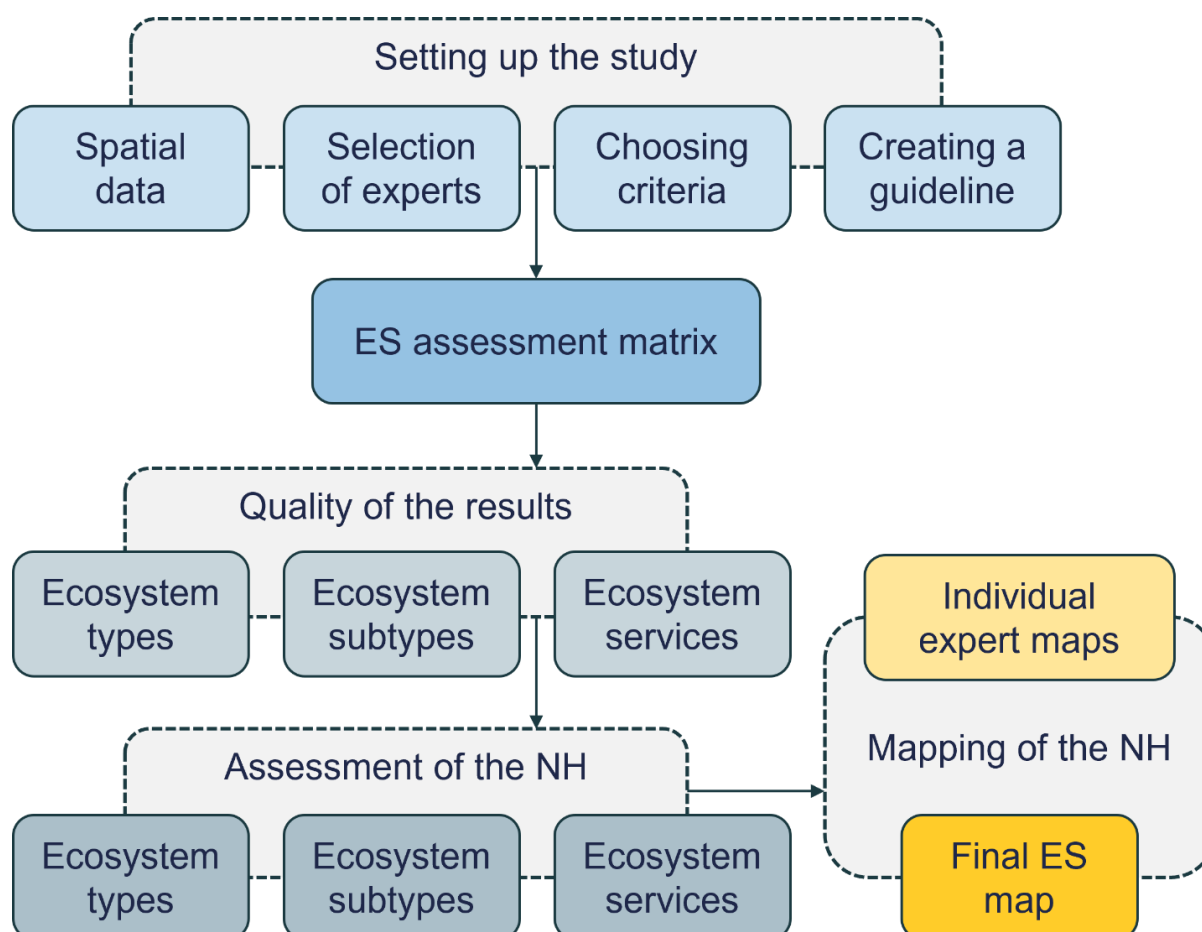 Setting up the study
Spatial
data
Selection
of experts
Choosing
criteria
Creating a
guideline
ES assessment matrix
Quality of the results
Ecosystem
types
Ecosystem
subtypes
Ecosystem
services
Individual
expert maps
Mapping of the NH
Assessment of the NH
Ecosystem
types
Ecosystem
subtypes
Ecosystem
services
Final ES
map